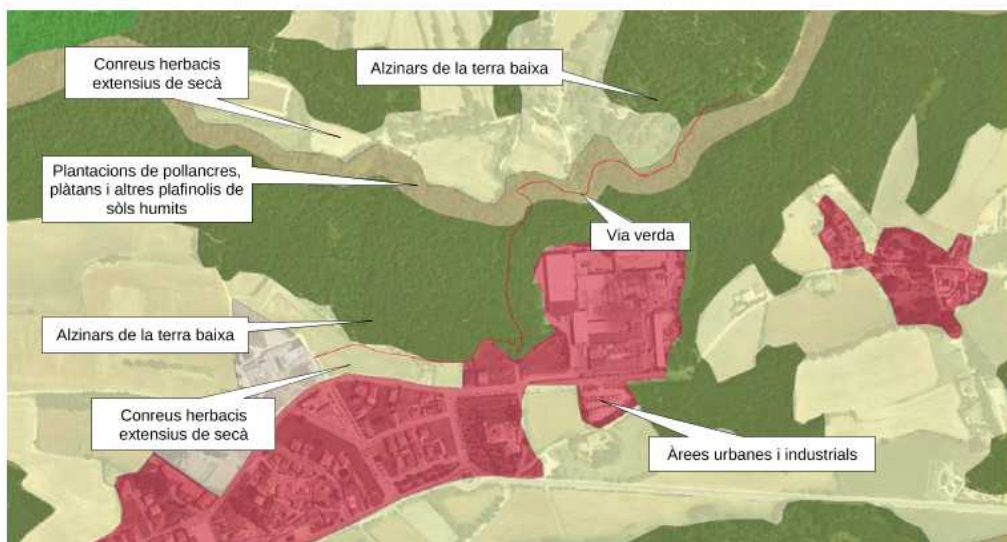 Conreus herbacis
extensius de secà
Alzinars de la terra baixa
Plantacions de pollancres,
plàtans i altres plafinolis de
sòls humits
Via verda
Alzinars de la terra baixa
Conreus herbacis
extensius de secà
Àrees urbanes i industrials